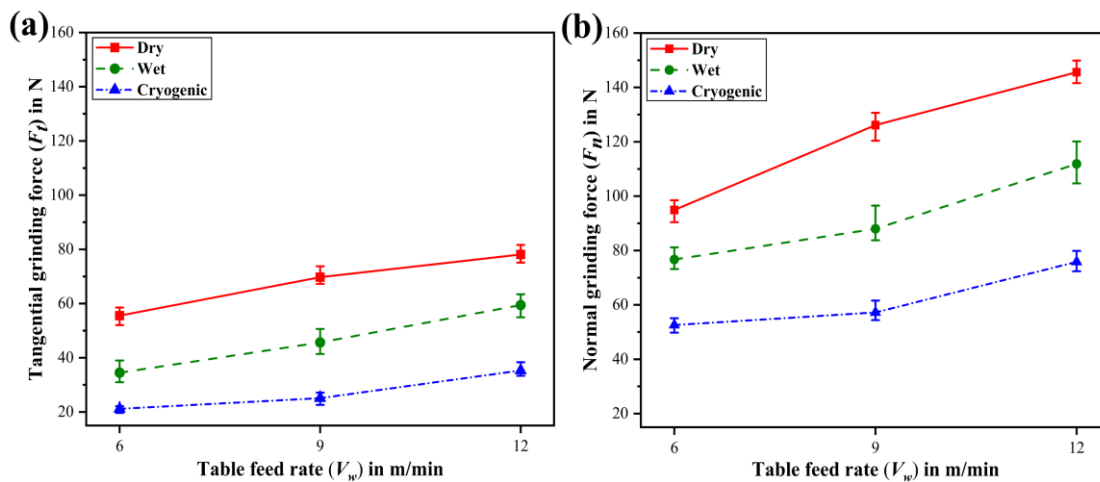 (a)
Tangential grinding force (Ft) in N
160
140
120
100
80
60
40
20
Dry
Wet
Cryogenic
6
9
12
Table feed rate (Vw) in m/min
(b)
Normal grinding force (Fn) in N
160
140
120
100
80
60
40
20
Dry
Wet
Cryogenic
6
9
12
Table feed rate (Vw) in m/min